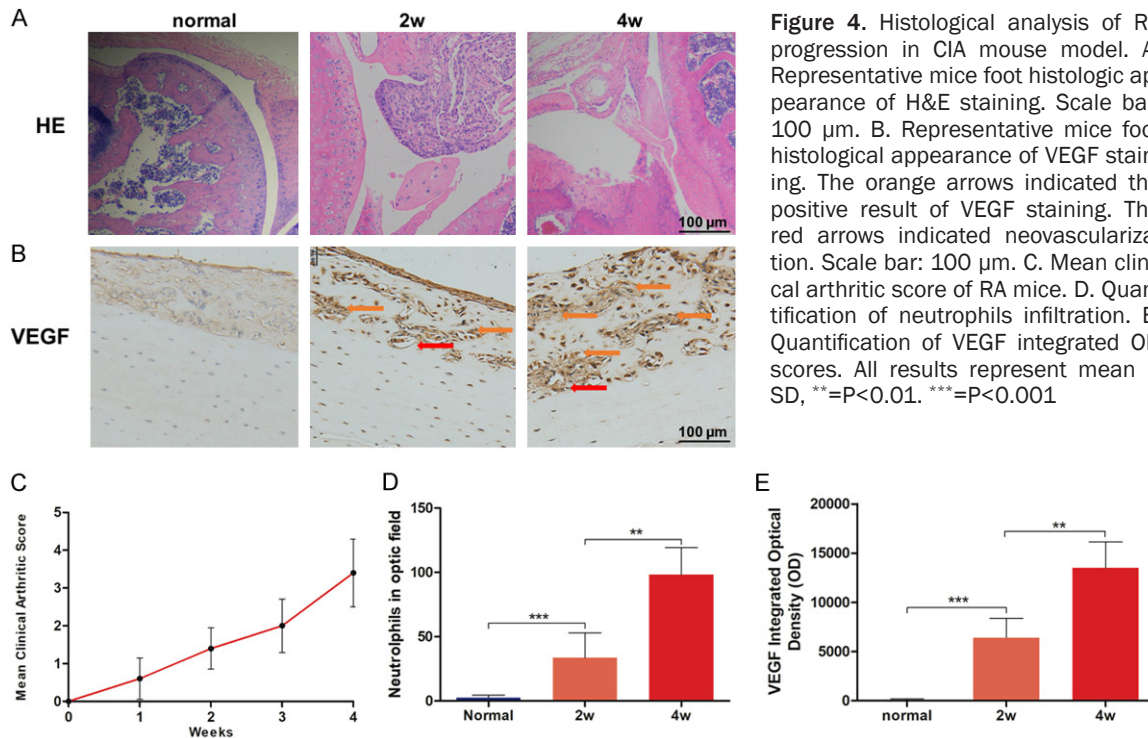 A
normal
2w
4w
HE
100 μm
B
VEGF
100 μm
Figure 4. Histological analysis of R
progression in CIA mouse model. A
Representative mice foot histologic ap-
pearance of H&E staining. Scale bar
100 μm. B. Representative mice foo
histological appearance of VEGF stain-
ing. The orange arrows indicated th
positive result of VEGF staining. Th
red arrows indicated neovasculariza-
tion. Scale bar: 100 μm. C. Mean clin-
cal arthritic score of RA mice. D. Quan-
tification of neutrophils infiltration. E
Quantification of VEGF integrated O
scores. All results represent mean
SD, **=P<0.01. ***=P<0.001
C
Mean Clinical Arthritic Score
5
4
3
2
1
0
0 1 2 3 4
Weeks
D
Neutrolphils in optic field
150
100
50
0
***
**
Normal 2w 4w
E
VEGF Integrated Optical
Density (OD)
20000
15000
10000
5000
0
***
**
normal 2w 4w